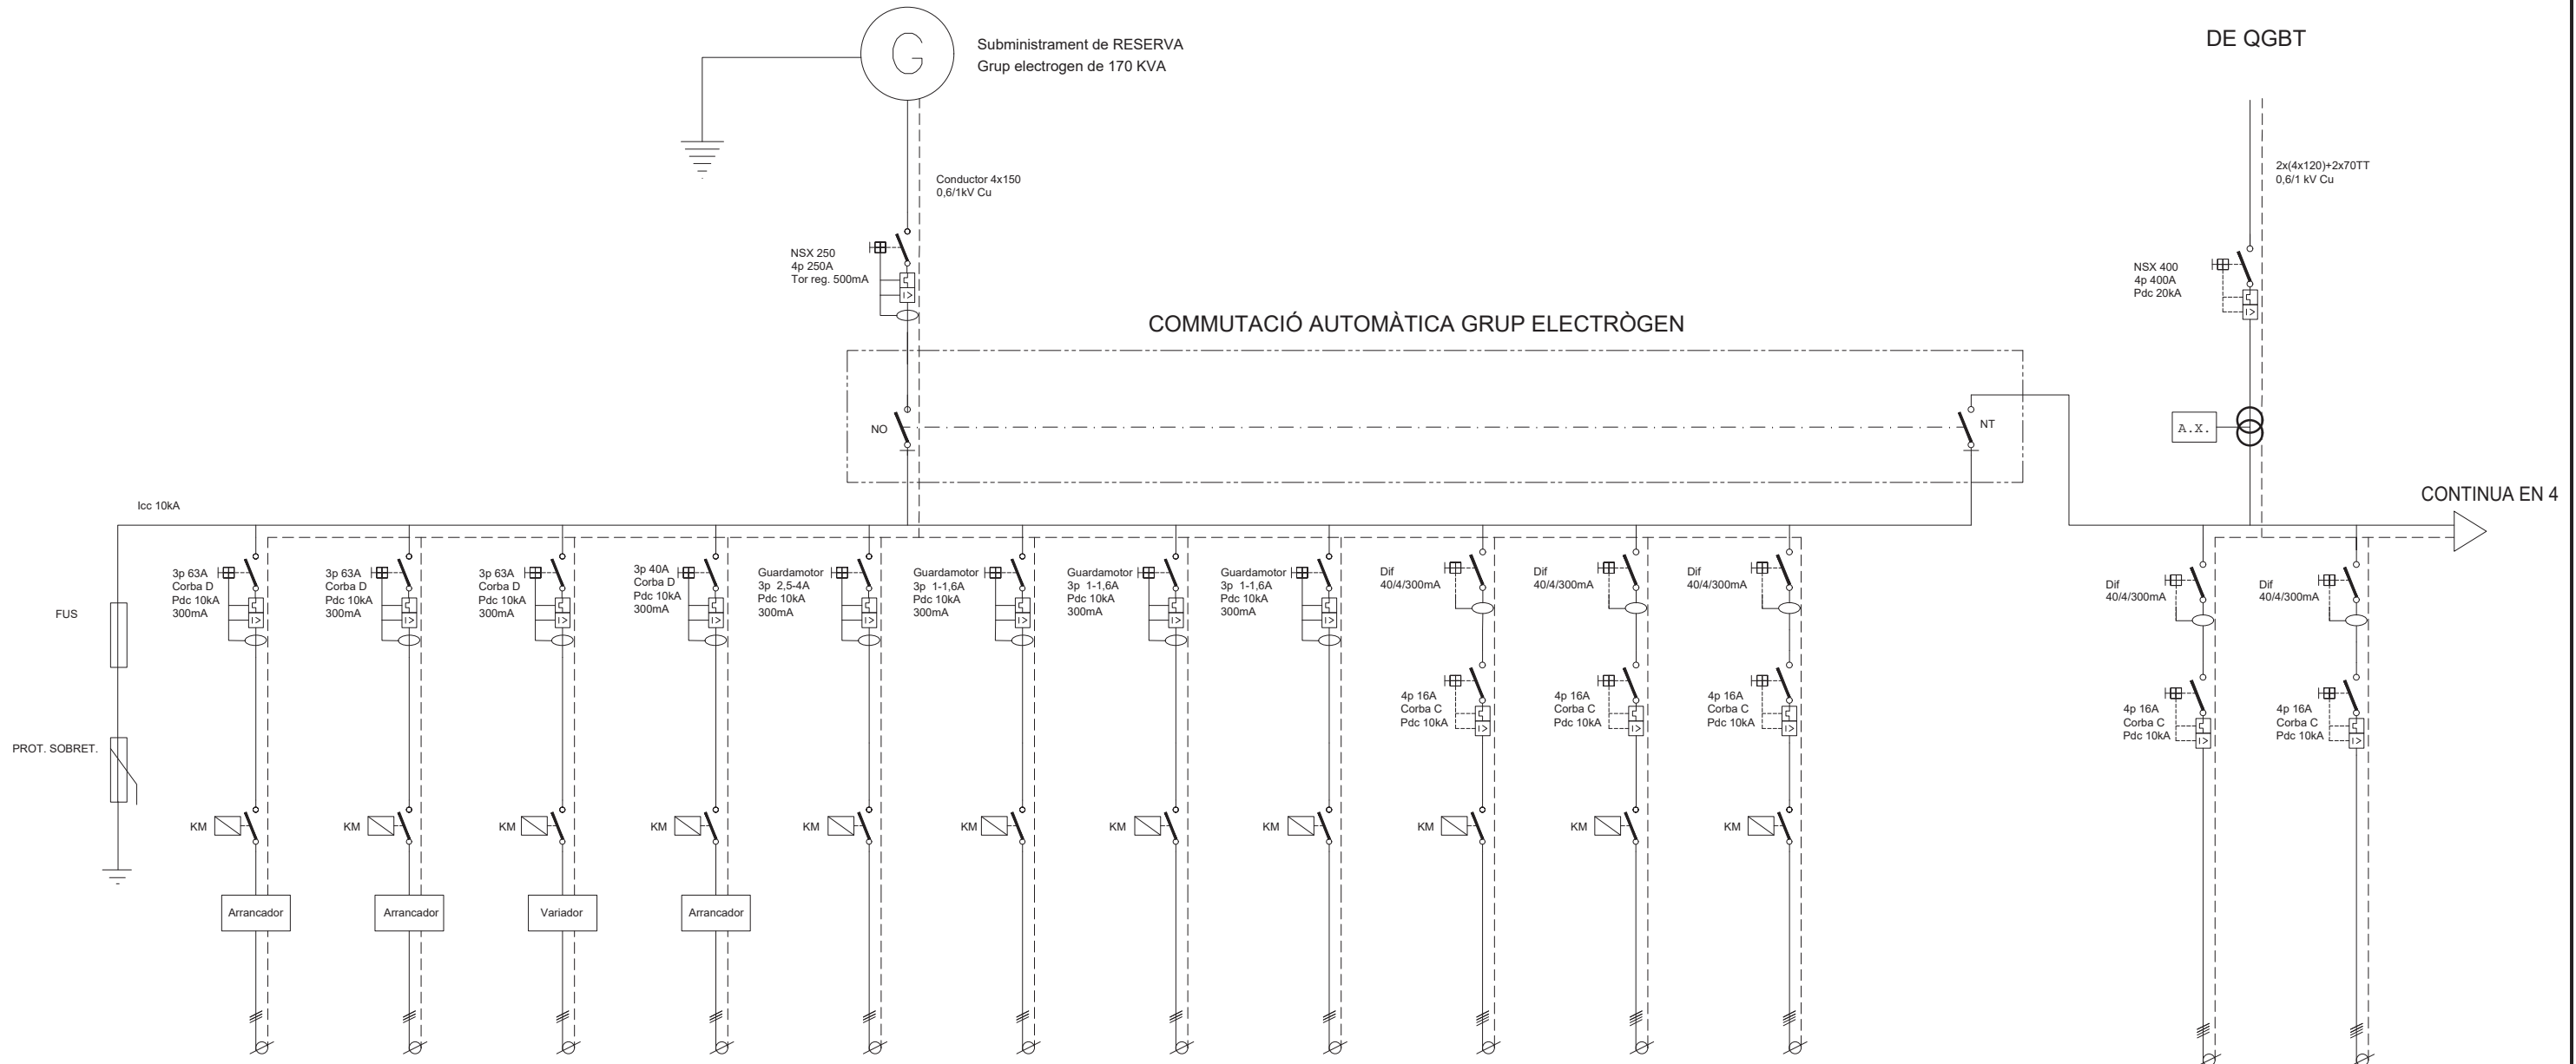 G
Subministrament de RESERVA
Grup electrogen de 170 KVA
DE QGBT
Conductor 4x150
0,6/1kV Cu
2x(4x120)+2x70TT
0,6/1 kV Cu
NSX 250
4p 250A
Tor reg. 500mA
NSX 400
4p 400A
Pdc 20kA
COMMUTACIÓ AUTOMÀTICA GRUP ELECTRÒGEN
NO
NT
A.X.
CONTINUA EN 4
Icc 10kA
FUS
PROT. SOBRET.
3p 63A
Corba D
Pdc 10kA
300mA
3p 63A
Corba D
Pdc 10kA
300mA
3p 63A
Corba D
Pdc 10kA
300mA
3p 40A
Corba D
Pdc 10kA
300mA
Guardamotor
3p 2,5-4A
Pdc 10kA
300mA
Guardamotor
3p 1-1,6A
Pdc 10kA
300mA
Guardamotor
3p 1-1,6A
Pdc 10kA
300mA
Guardamotor
3p 1-1,6A
Pdc 10kA
300mA
Dif
40/4/300mA
Dif
40/4/300mA
Dif
40/4/300mA
Dif
40/4/300mA
Dif
40/4/300mA
4p 16A
Corba C
Pdc 10kA
4p 16A
Corba C
Pdc 10kA
4p 16A
Corba C
Pdc 10kA
4p 16A
Corba C
Pdc 10kA
4p 16A
Corba C
Pdc 10kA
KM
KM
KM
KM
KM
KM
KM
KM
KM
KM
KM
Arrancador
Arrancador
Variador
Arrancador